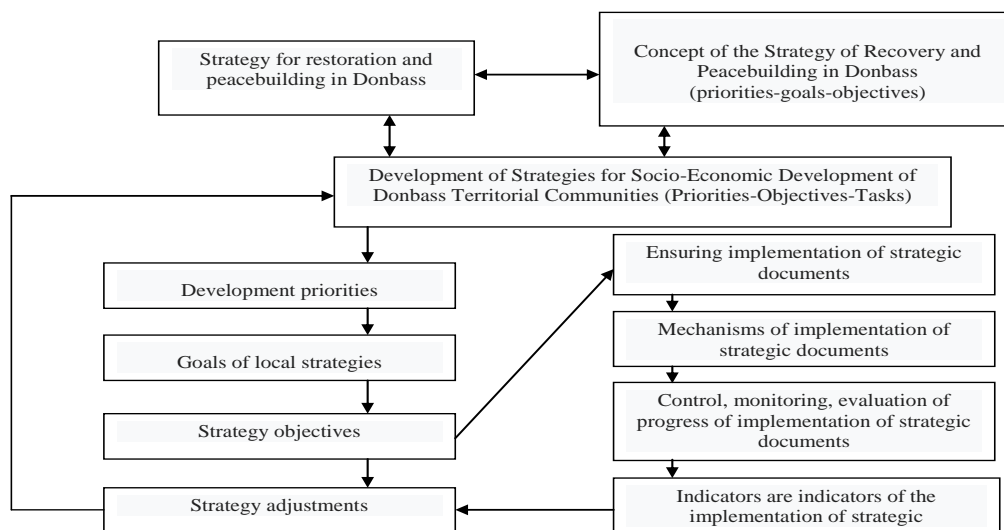 Strategy for restoration and
peacebuilding in Donbass
Concept of the Strategy of Recovery and
Peacebuilding in Donbass
(priorities-goals-objectives)
Development of Strategies for Socio-Economic Development of
Donbass Territorial Communities (Priorities-Objectives-Tasks)
Development priorities
Goals of local strategies
Strategy objectives
Strategy adjustments
Ensuring implementation of strategic
documents
Mechanisms of implementation of
strategic documents
Control, monitoring, evaluation of
progress of implementation of strategic
documents
Indicators are indicators of the
implementation of strategic